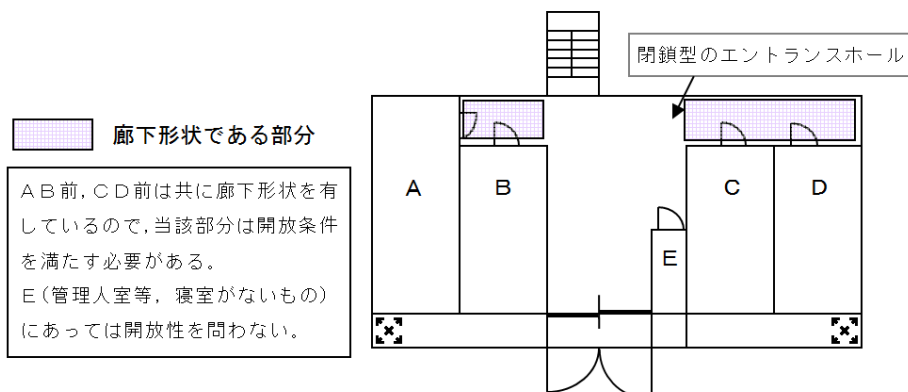 閉鎖型のエントランスホール
廊下形状である部分
AB前,CD前は共に廊下形状を有
しているので,当該部分は開放条件
を満たす必要がある。
E(管理人室等,寝室がないもの)
にあっては開放性を問わない。
A
B
C
D
E